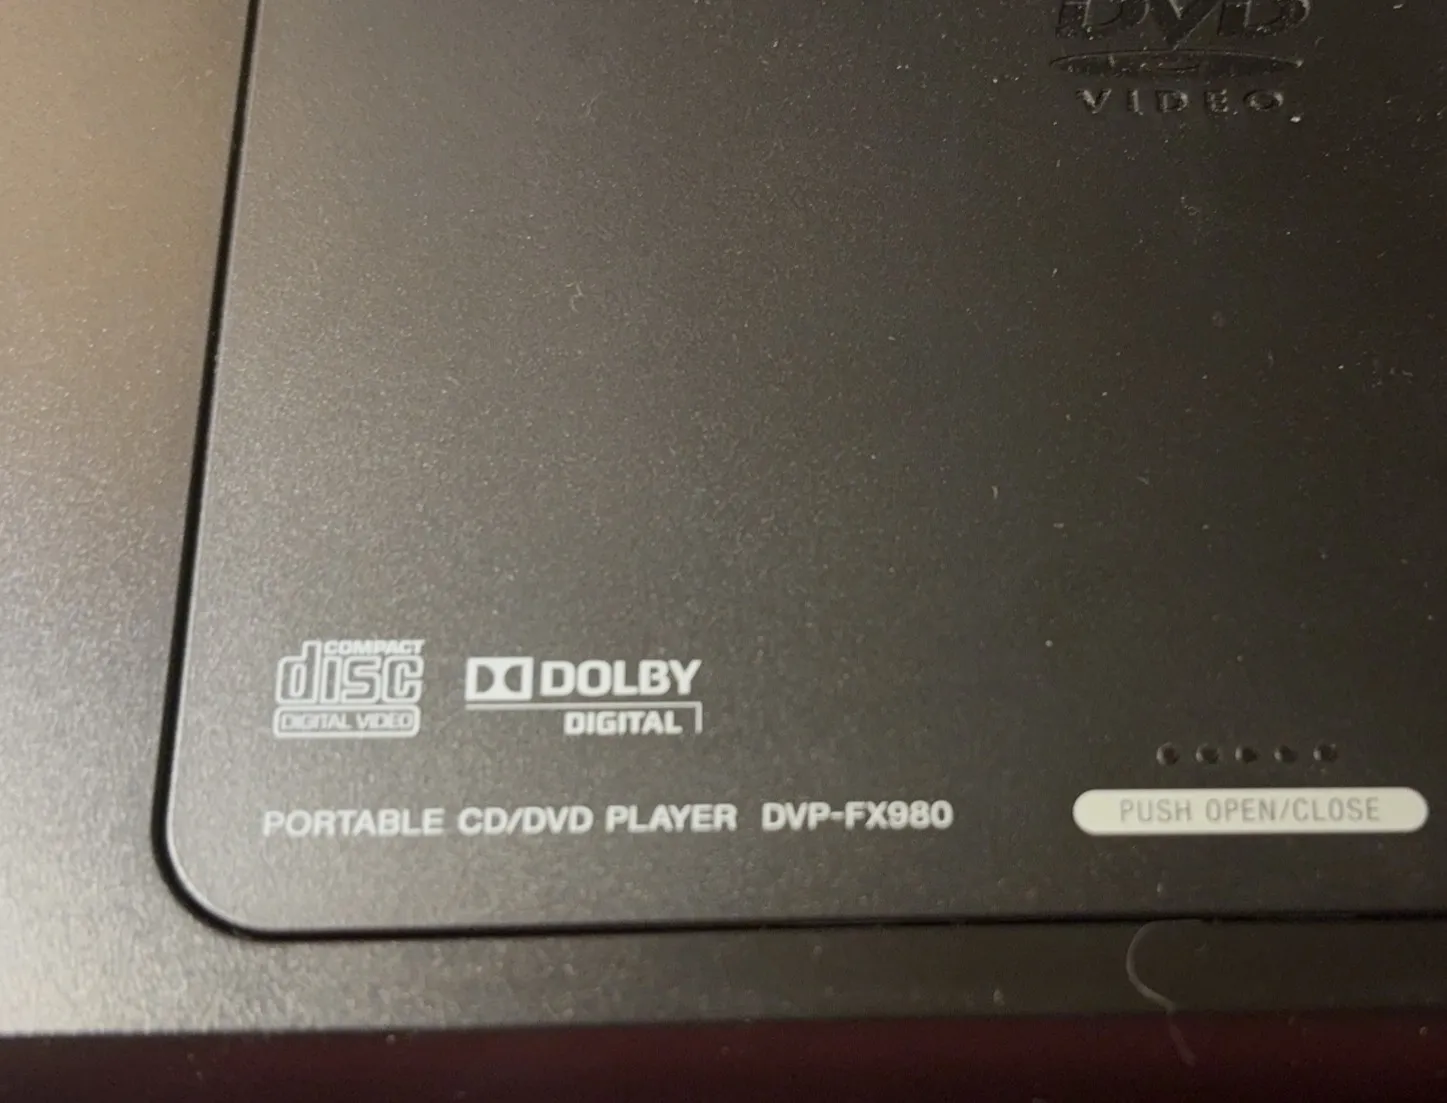 DVD
VIDEO
COMPACT
disc
DIGITAL VIDEO
DOLBY
DIGITAL
PORTABLE CD/DVD PLAYER DVP-FX980
PUSH OPEN/CLOSE